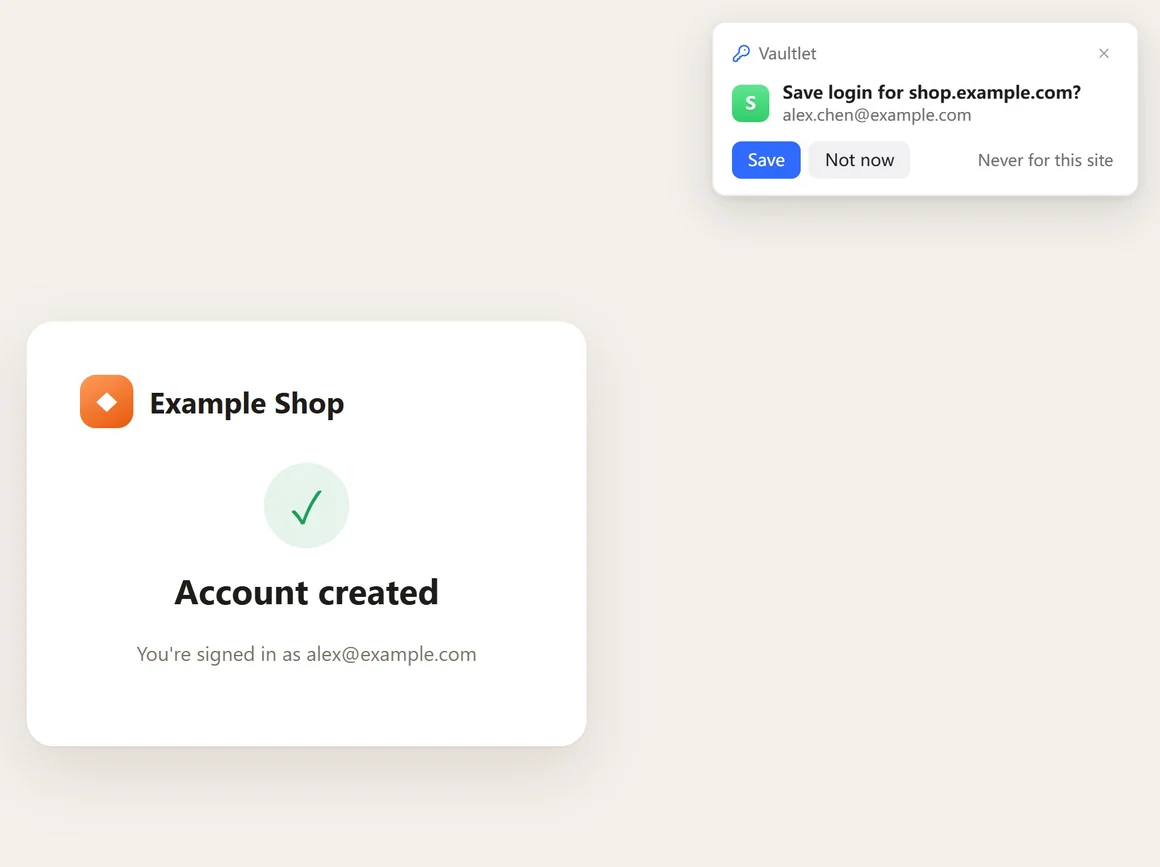 Vaultlet
S
Save login for shop.example.com?
alex.chen@example.com
Save Not now Never for this site
Example Shop
Account created
You're signed in as alex@example.com